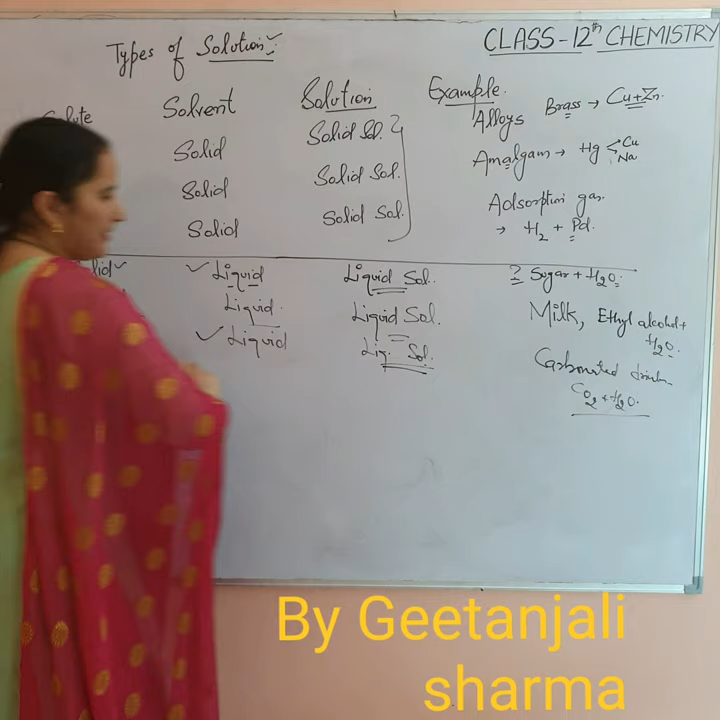 Types of Solution
CLASS-12th CHEMISTRY
Solvent Solution Example.
Solid Solid Sol. Alloys Brass → Cu+Zn.
Solid Solid Sol. Amalgam → Hg < Cu Na
Solid Solid Sol. Adsorption gas.
→ H2 + Pd.
Liquid Liquid Sol. Sugar + H2O.
Liquid. Liquid Sol. Milk, Ethyl alcohol +
H2O.
Liquid Liq. Sol. Carbonated
CO2 + H2O.
By Geetanjali
sharma